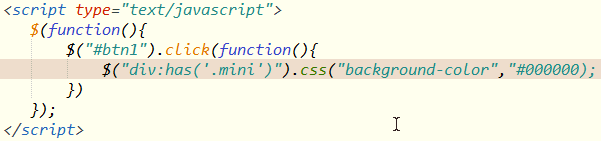 <script type="text/javascript">
$(function(){
$("#btn1").click(function(){
$("div:has('.mini')").css("background-color","#000000);
})
});
</script>